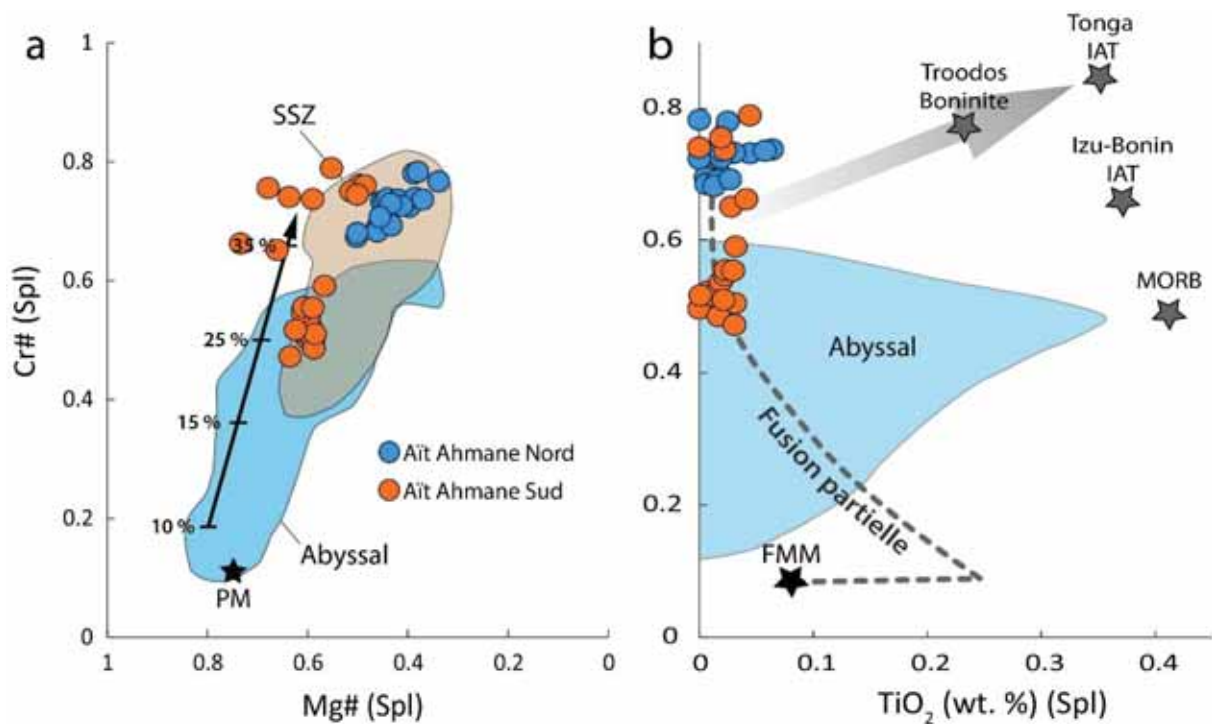 a
1
0.8
0.6
0.4
0.2
0
Cr# (Spl)
SSZ
35 %
25 %
15 %
10 %
Aït Ahmane Nord
Aït Ahmane Sud
Abyssal
PM
1
0.8
0.6
0.4
0.2
0
Mg# (Spl)
b
0.8
0.6
0.4
0.2
0
Tonga
IAT
Troodos
Boninite
Izu-Bonin
IAT
MORB
Abyssal
Fusion partielle
FMM
0
0.1
0.2
0.3
0.4
TiO₂ (wt. %) (Spl)